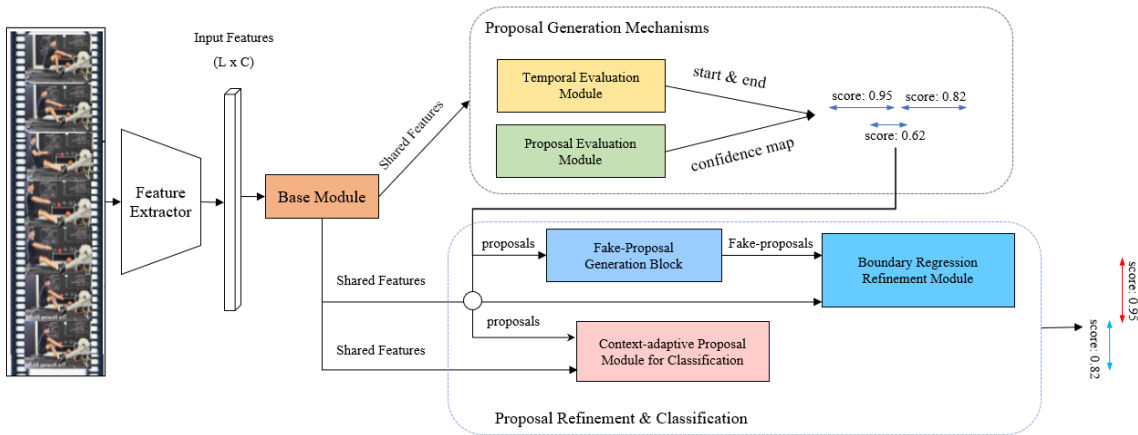 Input Features
(L x C)
Feature
Extractor
Base Module
Shared Features
Proposal Generation Mechanisms
Temporal Evaluation
Module
Proposal Evaluation
Module
start & end
confidence map
score: 0.95
score: 0.82
score: 0.62
proposals
Fake-Proposal
Generation Block
Fake-proposals
Boundary Regression
Refinement Module
Shared Features
proposals
Shared Features
Context-adaptive Proposal
Module for Classification
Proposal Refinement & Classification
score: 0.95
score: 0.82